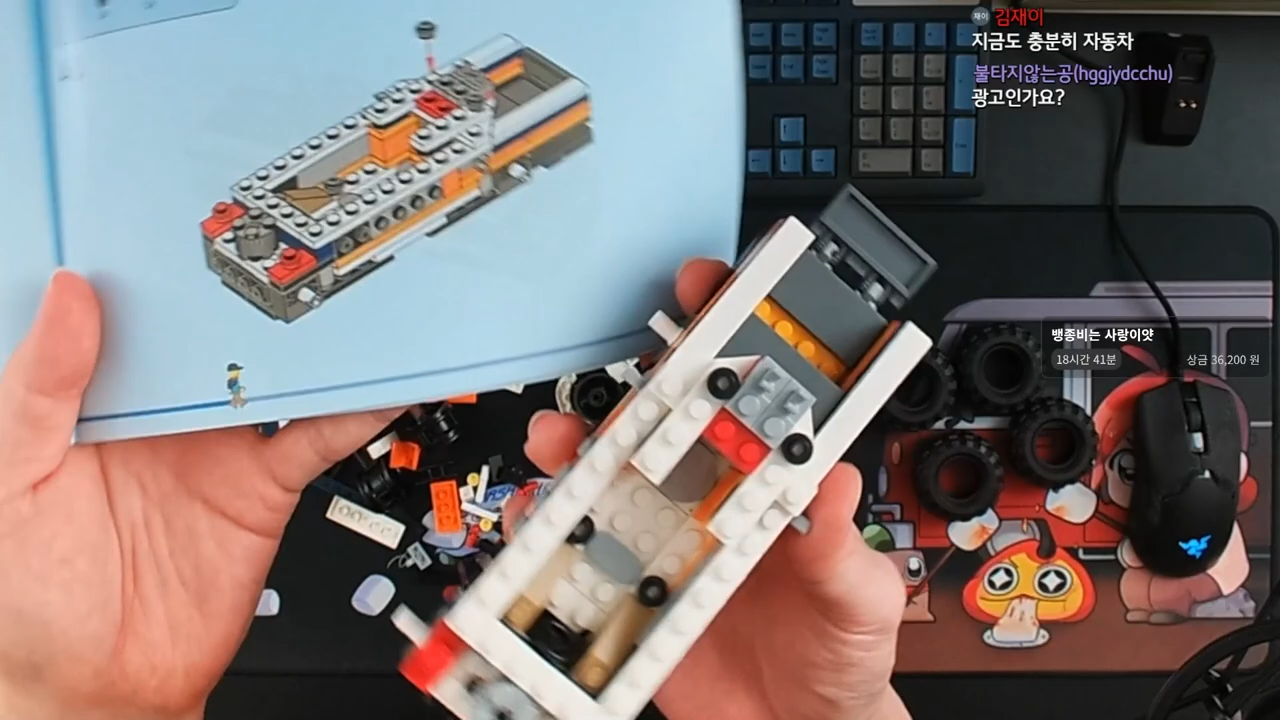 재이 김재이
지금도 충분히 자동차
불타지않는공(hggjydcchu)
광고인가요?
뱅종비는 사랑이얏
18시간 41분
상금 36,200 원